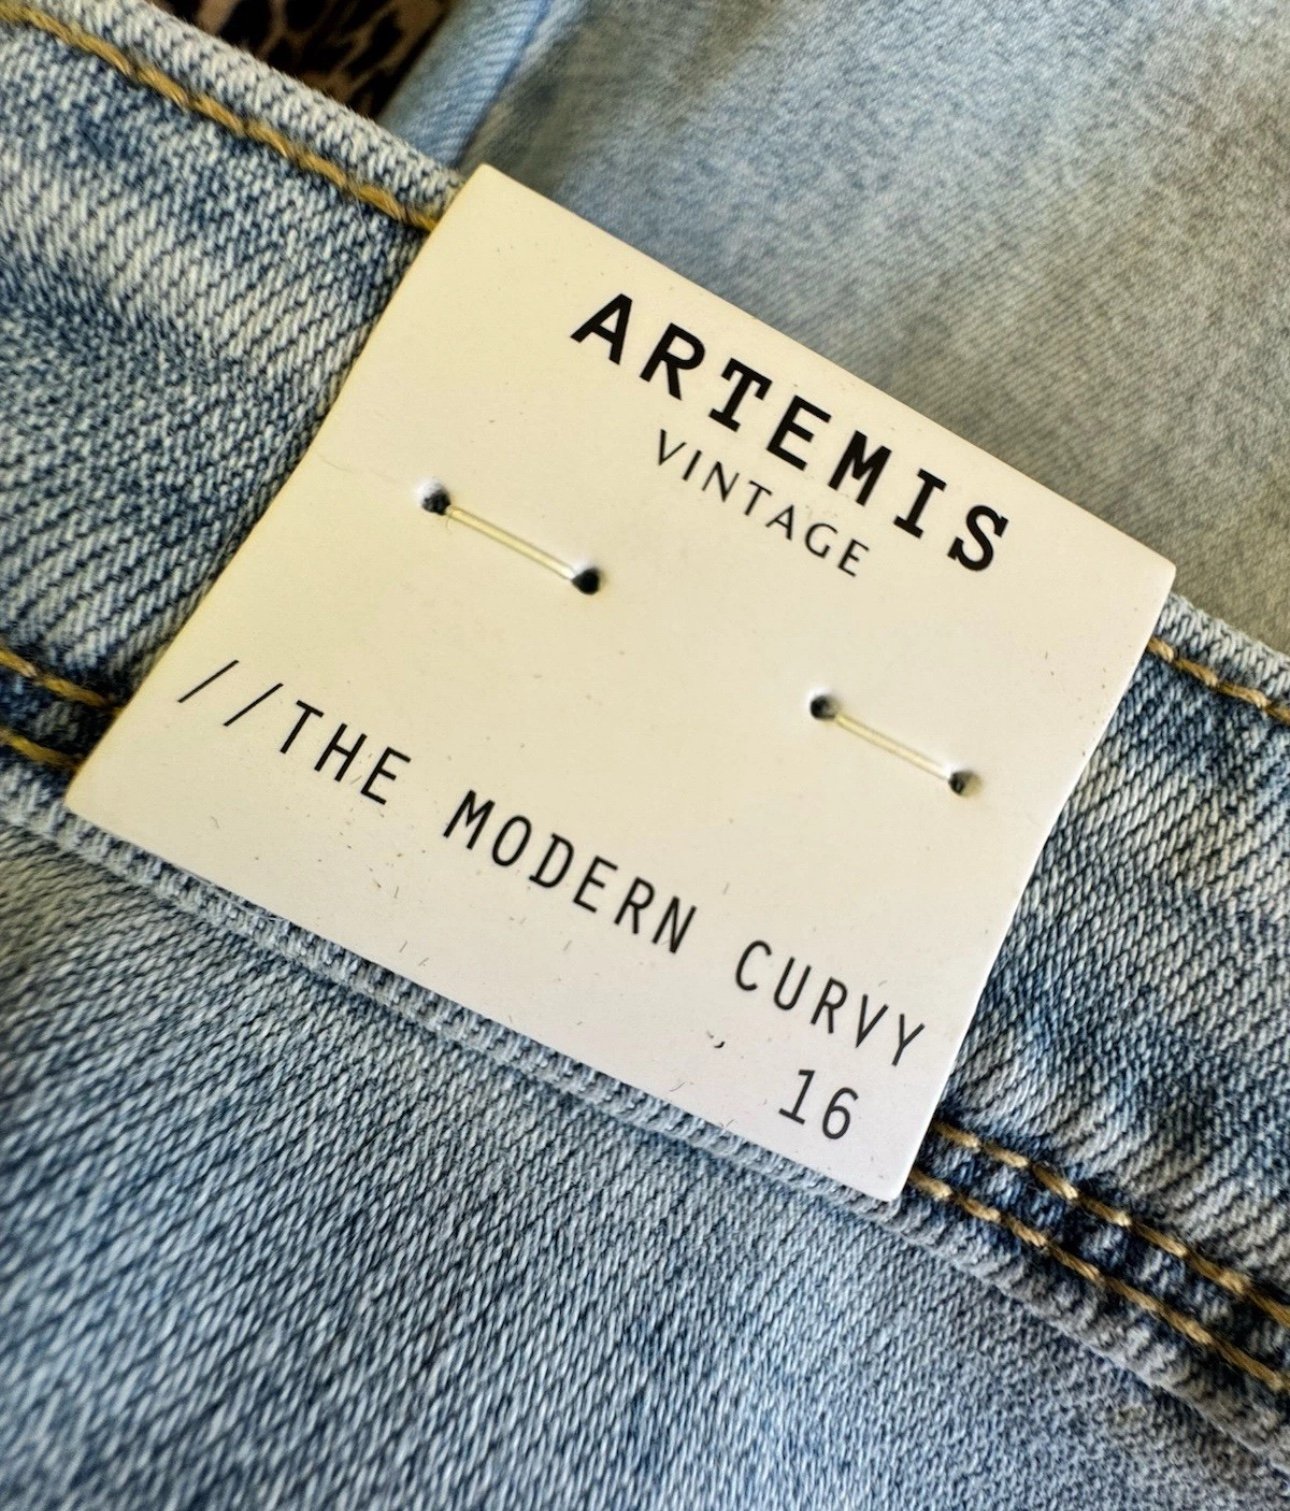 ARTEMIS
VINTAGE
//THE MODERN CURVY
16